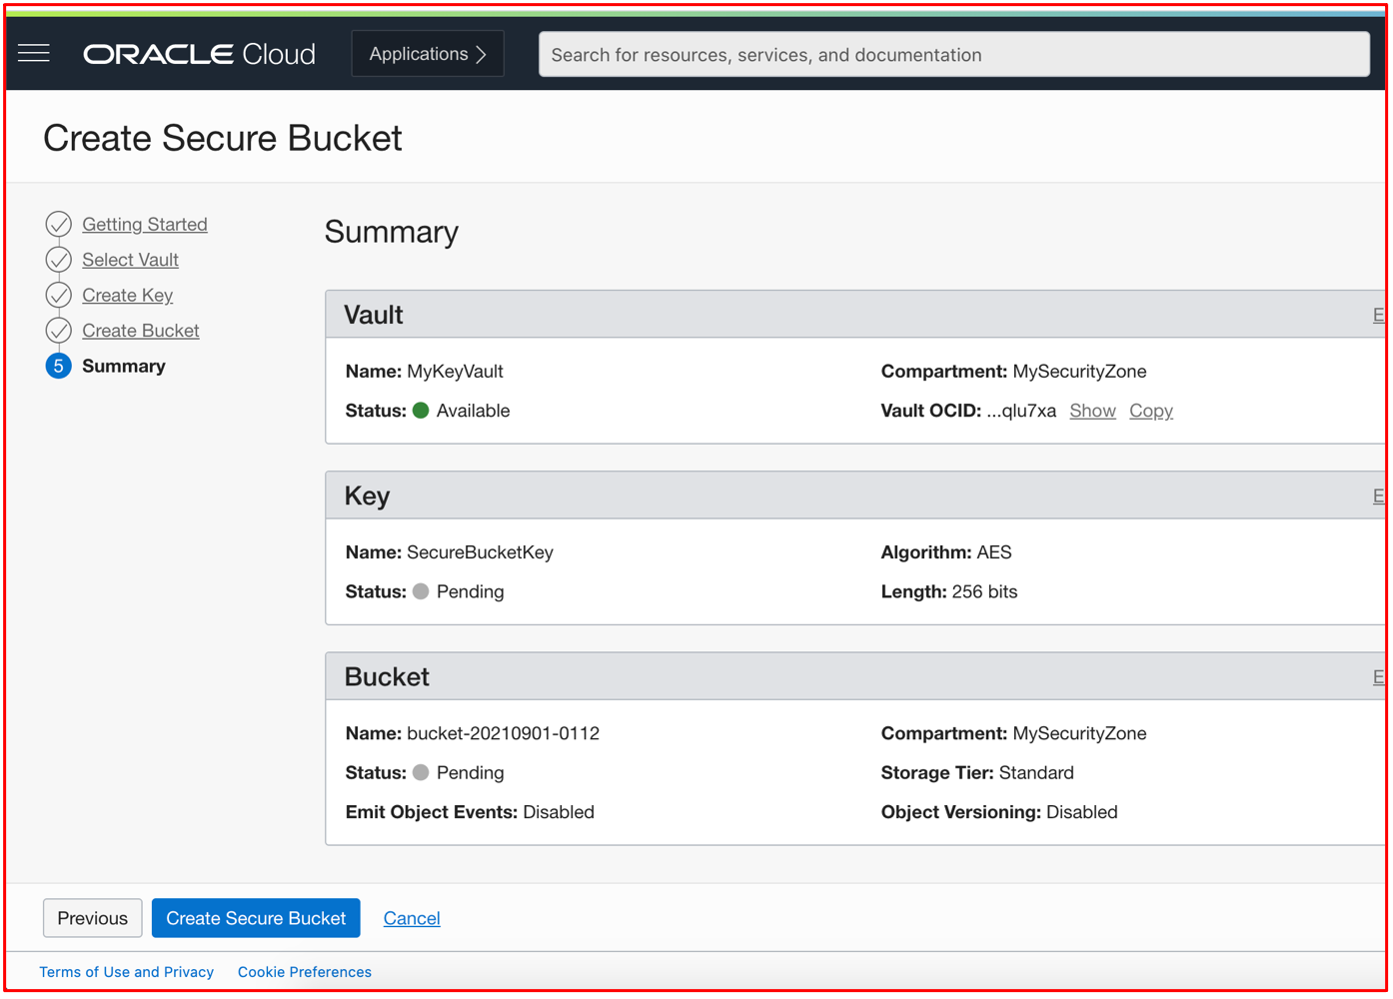 ORACLE Cloud
Applications
Search for resources, services, and documentation
Create Secure Bucket
Getting Started
Select Vault
Create Key
Create Bucket
5 Summary
Summary
Vault
Name: MyKeyVault
Compartment: MySecurityZone
Status: Available
Vault OCID: ...qlu7xa Show Copy
Key
Name: SecureBucketKey
Algorithm: AES
Status: Pending
Length: 256 bits
Bucket
Name: bucket-20210901-0112
Compartment: MySecurityZone
Status: Pending
Storage Tier: Standard
Emit Object Events: Disabled
Object Versioning: Disabled
Previous
Create Secure Bucket
Cancel
Terms of Use and Privacy
Cookie Preferences